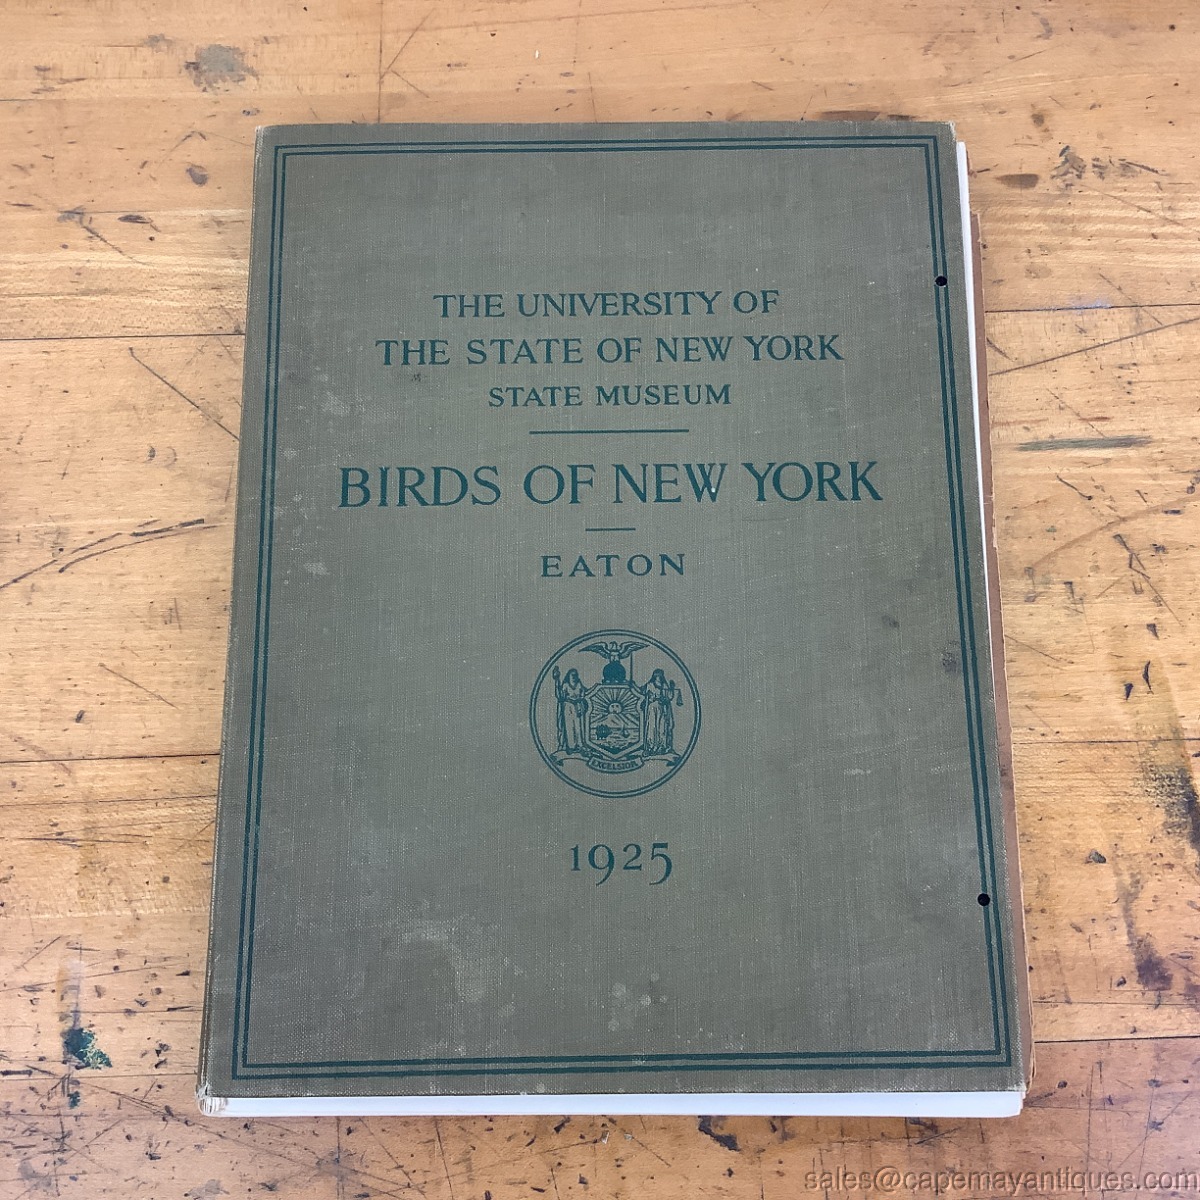 THE UNIVERSITY OF
THE STATE OF NEW YORK
STATE MUSEUM
BIRDS OF NEW YORK
EATON
EXCELSIOR
1925
sales@capemayantiques.com